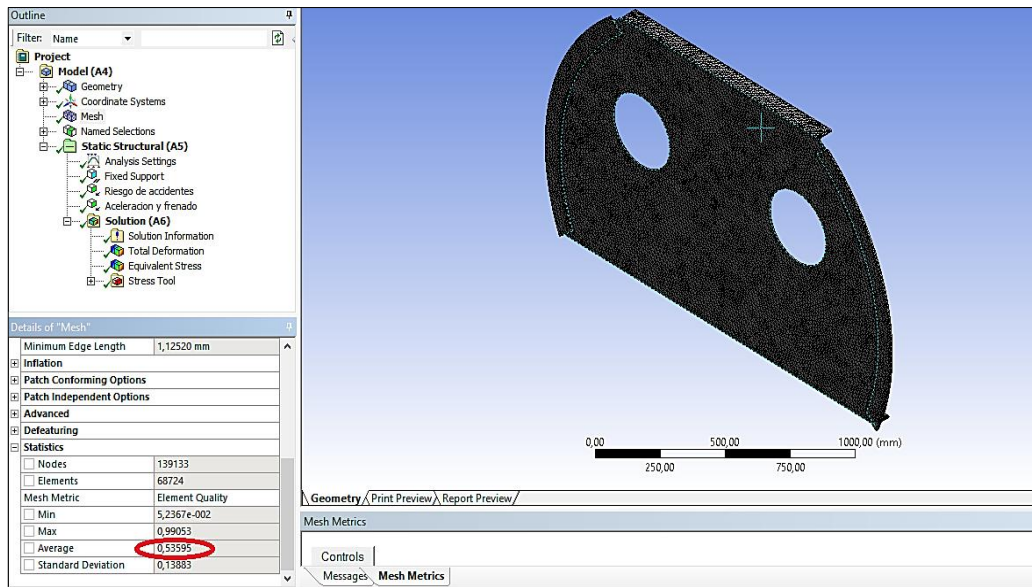 Outline
Filter: Name
Project
Model (A4)
Geometry
Coordinate Systems
Mesh
Named Selections
Static Structural (A5)
Analysis Settings
Fixed Support
Riesgo de accidentes
Aceleracion y frenado
Solution (A6)
Solution Information
Total Deformation
Equivalent Stress
Stress Tool
Details of "Mesh"
Minimum Edge Length 1,12520 mm
Inflation
Patch Conforming Options
Patch Independent Options
Advanced
Defeaturing
Statistics
Nodes 139133
Elements 68724
Mesh Metric Element Quality
Min 5,2367e-002
Max 0,99053
Average 0,53595
Standard Deviation 0,13883
0,00 500,00 1000,00 (mm)
250,00 750,00
Geometry Print Preview Report Preview
Mesh Metrics
Controls
Messages Mesh Metrics